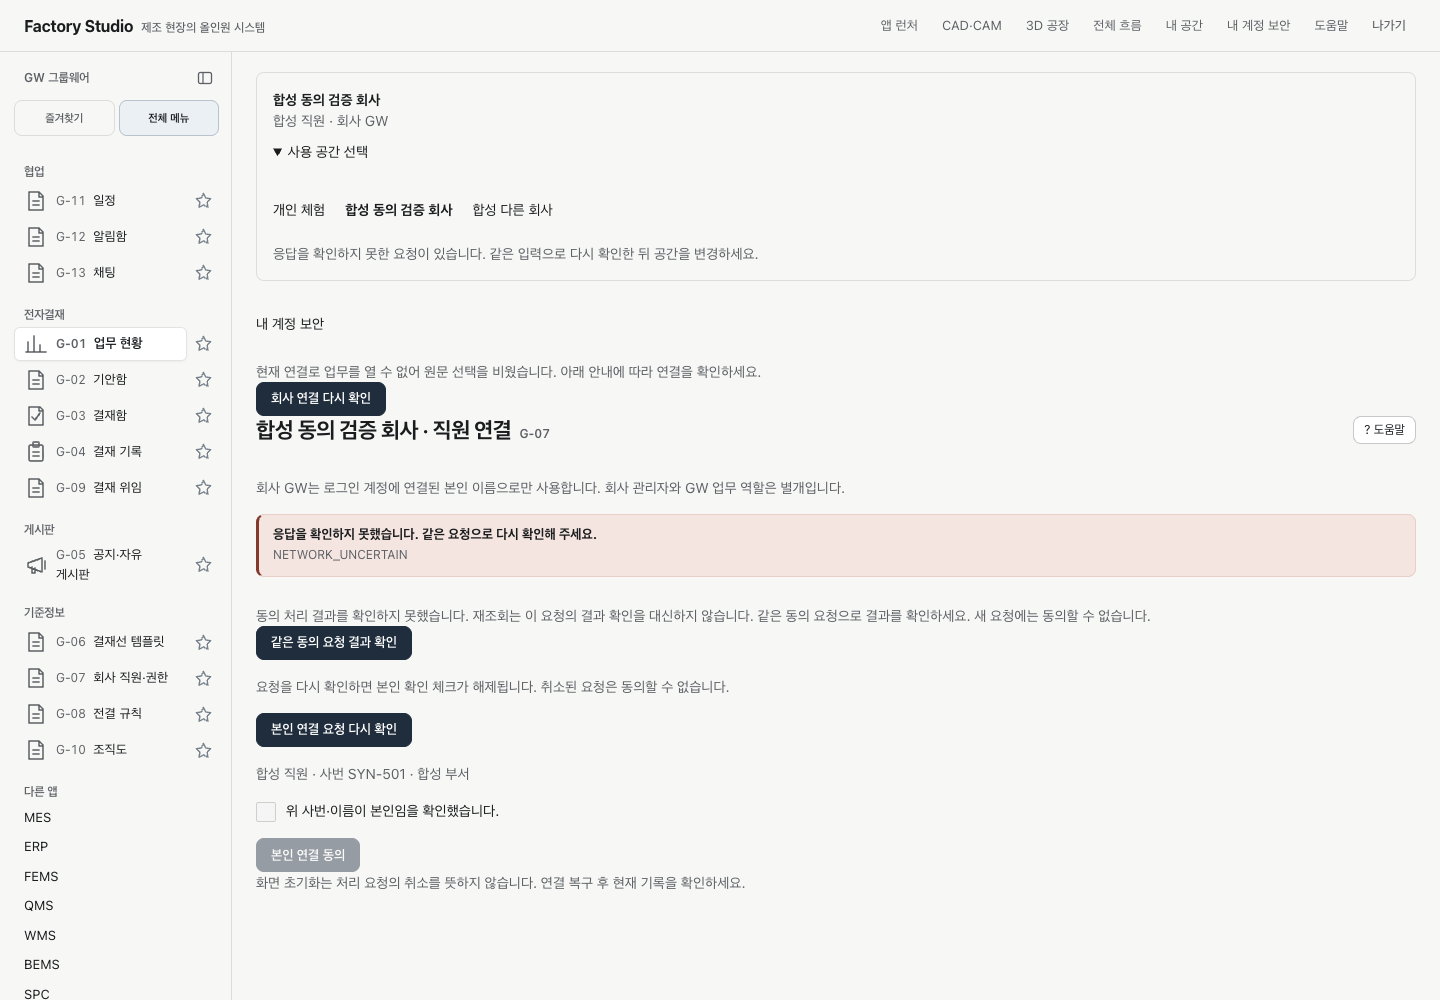 Factory Studio 제조 현장의 올인원 시스템
앱 런처 CAD·CAM 3D 공장 전체 흐름 내 공간 내 계정 보안 도움말 나가기
GW 그룹웨어
즐겨찾기 전체 메뉴
협업
G-11 일정
G-12 알림함
G-13 채팅
전자결재
G-01 업무 현황
G-02 기안함
G-03 결재함
G-04 결재 기록
G-09 결재 위임
게시판
G-05 공지·자유
게시판
기준정보
G-06 결재선 템플릿
G-07 회사 직원·권한
G-08 전결 규칙
G-10 조직도
다른 앱
MES
ERP
FEMS
QMS
WMS
BEMS
SPC
합성 동의 검증 회사
합성 직원 · 회사 GW
▼ 사용 공간 선택
개인 체험 합성 동의 검증 회사 합성 다른 회사
응답을 확인하지 못한 요청이 있습니다. 같은 입력으로 다시 확인한 뒤 공간을 변경하세요.
내 계정 보안
현재 연결로 업무를 열 수 없어 원문 선택을 비웠습니다. 아래 안내에 따라 연결을 확인하세요.
회사 연결 다시 확인
합성 동의 검증 회사 · 직원 연결 G-07
? 도움말
회사 GW는 로그인 계정에 연결된 본인 이름으로만 사용합니다. 회사 관리자와 GW 업무 역할은 별개입니다.
응답을 확인하지 못했습니다. 같은 요청으로 다시 확인해 주세요.
NETWORK_UNCERTAIN
동의 처리 결과를 확인하지 못했습니다. 재조회는 이 요청의 결과 확인을 대신하지 않습니다. 같은 동의 요청으로 결과를 확인하세요. 새 요청에는 동의할 수 없습니다.
같은 동의 요청 결과 확인
요청을 다시 확인하면 본인 확인 체크가 해제됩니다. 취소된 요청은 동의할 수 없습니다.
본인 연결 요청 다시 확인
합성 직원 · 사번 SYN-501 · 합성 부서
위 사번·이름이 본인임을 확인했습니다.
본인 연결 동의
화면 초기화는 처리 요청의 취소를 뜻하지 않습니다. 연결 복구 후 현재 기록을 확인하세요.